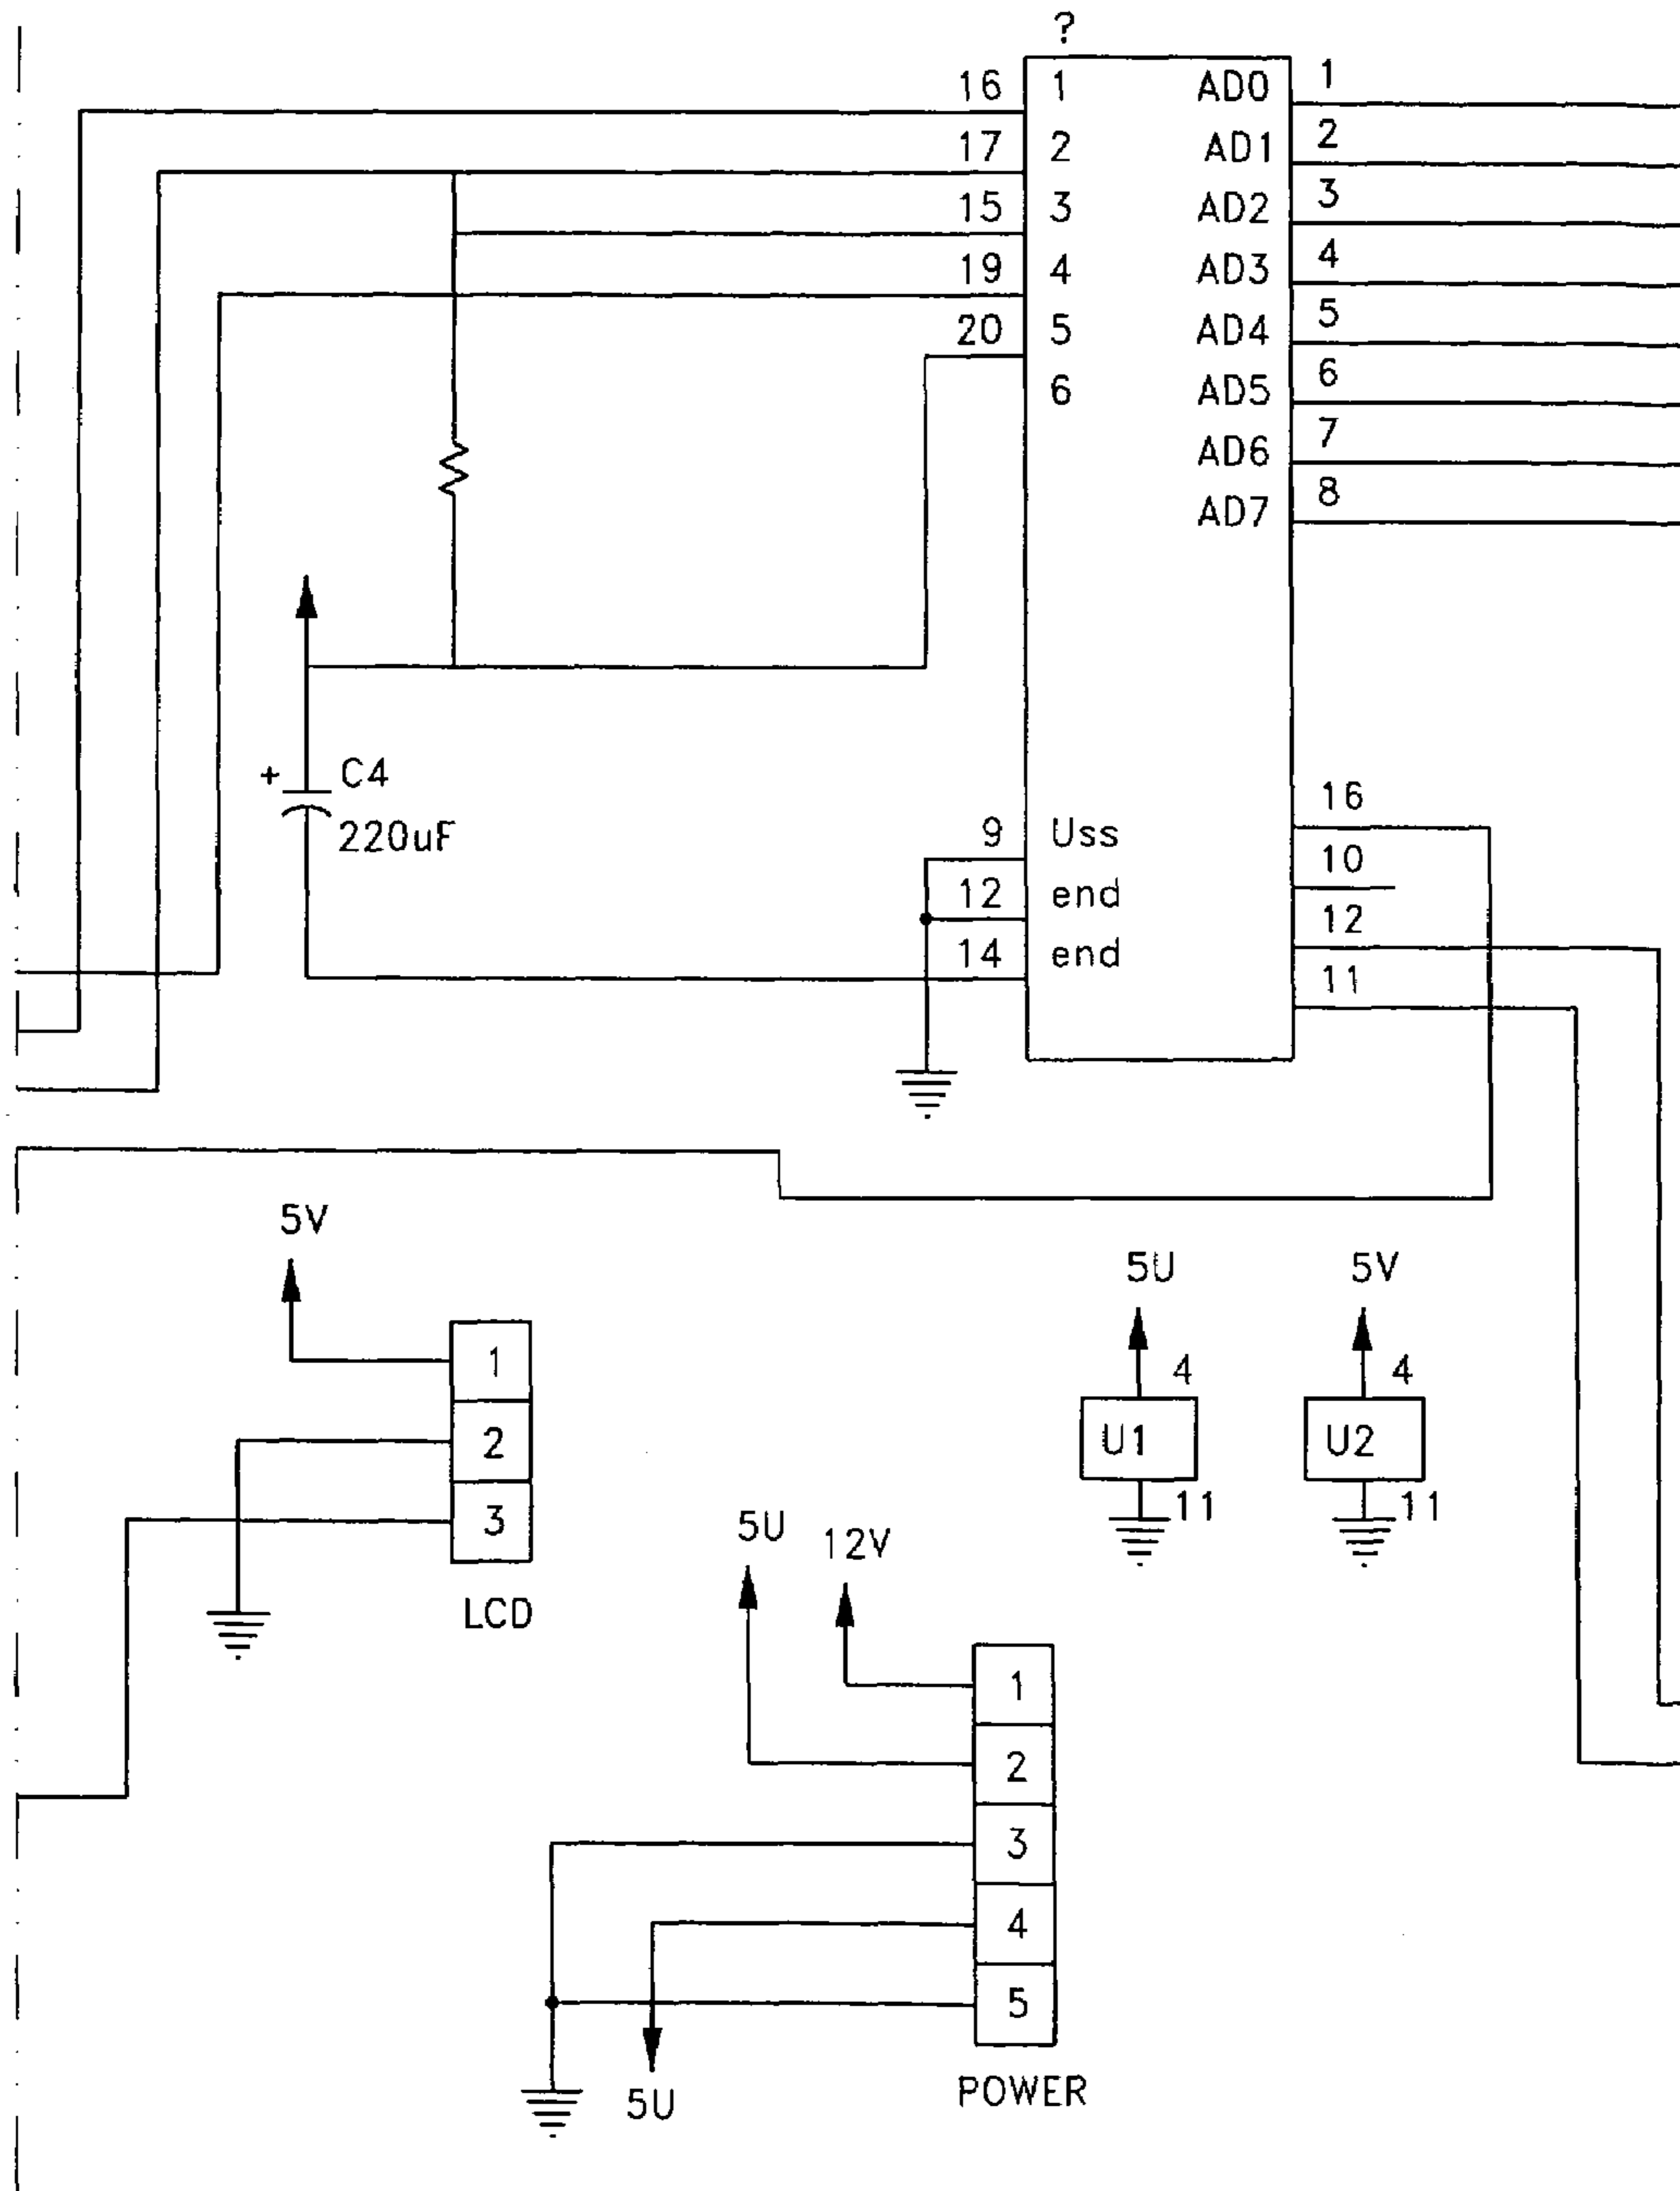 ?
16 1 AD0 1
17 2 AD1 2
15 3 AD2 3
19 4 AD3 4
20 5 AD4 5
6 AD5 6
AD6 7
AD7 8
+ C4
220uF
16
9 Uss
10
12 end
12
14 end
11
5V
5U 5V
1
4 4
2
U1 U2
3
11 11
5U 12V
LCD
1
2
3
4
5
5U
POWER